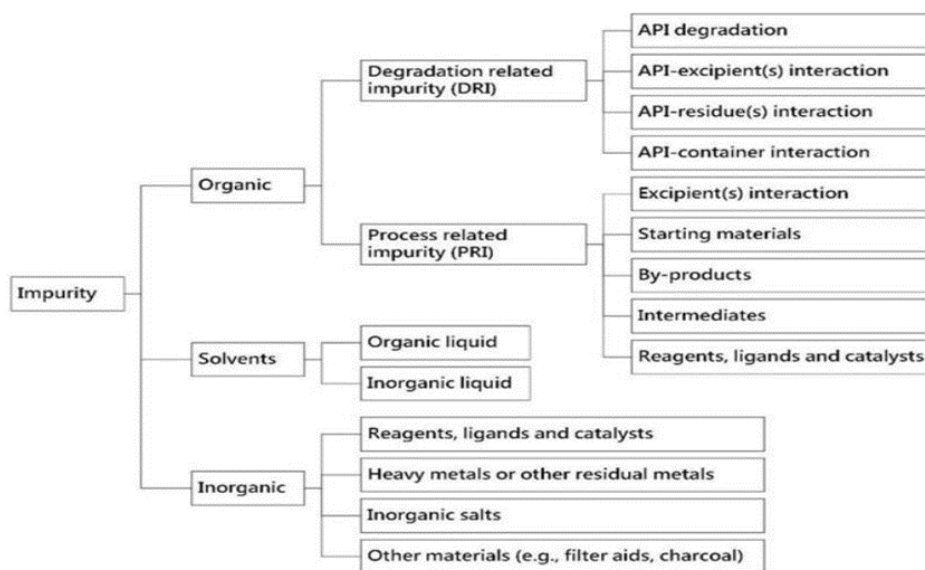 Impurity
Organic
Degradation related
impurity (DRI)
API degradation
API-excipient(s) interaction
API-residue(s) interaction
API-container interaction
Process related
impurity (PRI)
Excipient(s) interaction
Starting materials
By-products
Intermediates
Reagents, ligands and catalysts
Solvents
Organic liquid
Inorganic liquid
Inorganic
Reagents, ligands and catalysts
Heavy metals or other residual metals
Inorganic salts
Other materials (e.g., filter aids, charcoal)